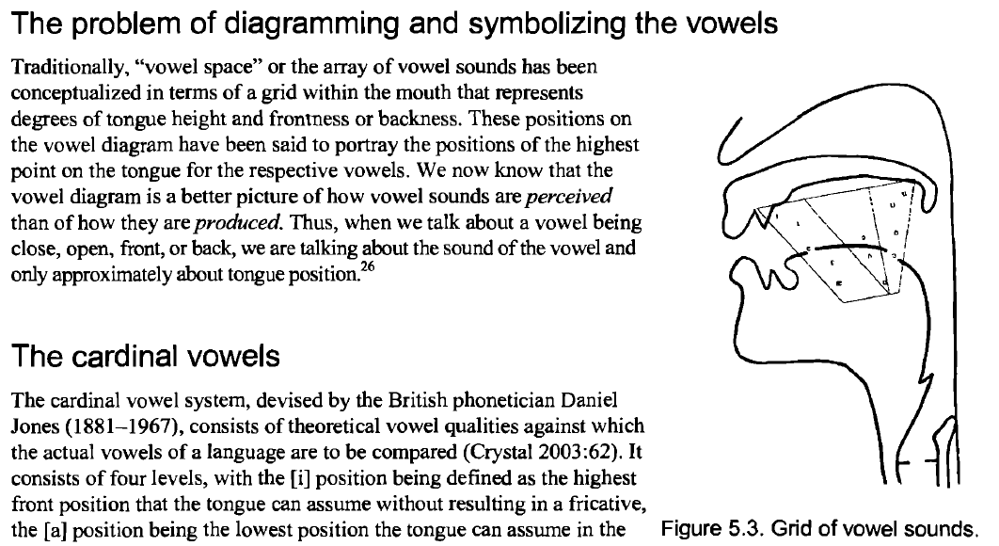 The problem of diagramming and symbolizing the vowels
Traditionally, “vowel space” or the array of vowel sounds has been
conceptualized in terms of a grid within the mouth that represents
degrees of tongue height and frontness or backness. These positions on
the vowel diagram have been said to portray the positions of the highest
point on the tongue for the respective vowels. We now know that the
vowel diagram is a better picture of how vowel sounds are perceived
than of how they are produced. Thus, when we talk about a vowel being
close, open, front, or back, we are talking about the sound of the vowel and
only approximately about tongue position.26
The cardinal vowels
The cardinal vowel system, devised by the British phonetician Daniel
Jones (1881–1967), consists of theoretical vowel qualities against which
the actual vowels of a language are to be compared (Crystal 2003:62). It
consists of four levels, with the [i] position being defined as the highest
front position that the tongue can assume without resulting in a fricative,
the [a] position being the lowest position the tongue can assume in the
Figure 5.3. Grid of vowel sounds.